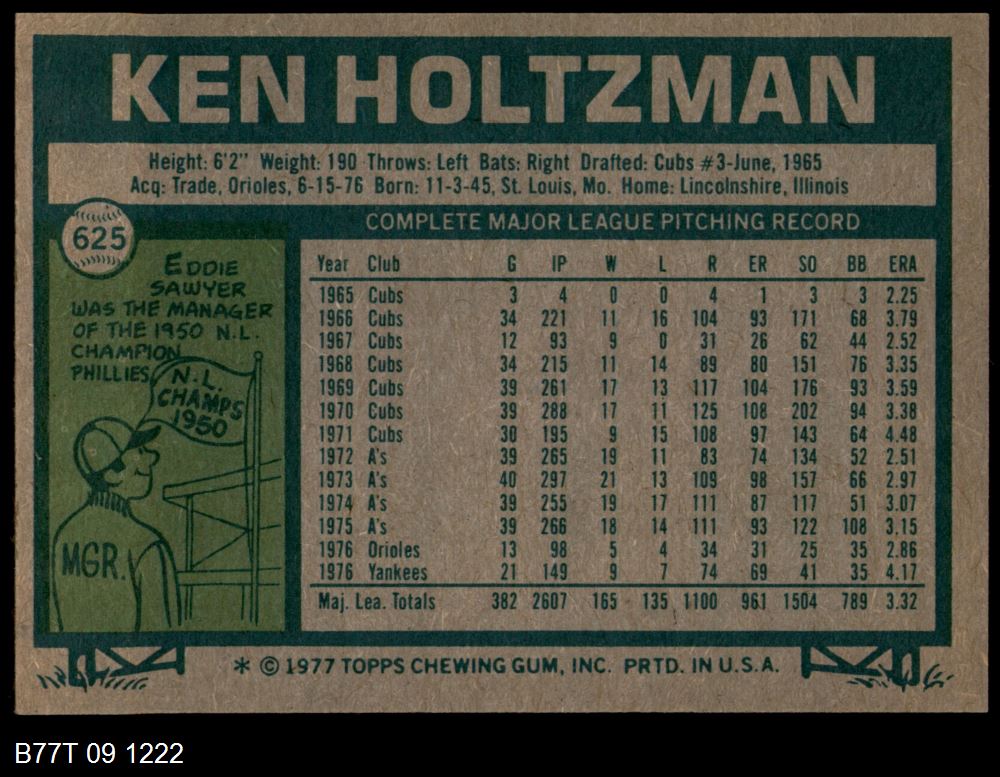 KEN HOLTZMAN
Height: 6'2" Weight: 190 Throws: Left Bats: Right Drafted: Cubs #3-June, 1965
Acq: Trade, Orioles, 6-15-76 Born: 11-3-45, St. Louis, Mo. Home: Lincolnshire, Illinois
625
COMPLETE MAJOR LEAGUE PITCHING RECORD
EDDIE
SAWYER
WAS THE MANAGER
OF THE 1950 N.L.
CHAMPION
PHILLIES
N.L.
CHAMPS
1950
MGR.
Year Club G IP W L R ER SO BB ERA
1965 Cubs 3 4 0 0 4 1 3 3 2.25
1966 Cubs 34 221 11 16 104 93 171 68 3.79
1967 Cubs 12 93 9 0 31 26 62 44 2.52
1968 Cubs 34 215 11 14 89 80 151 76 3.35
1969 Cubs 39 261 17 13 117 104 176 93 3.59
1970 Cubs 39 288 17 11 125 108 202 94 3.38
1971 Cubs 30 195 9 15 108 97 143 64 4.48
1972 A's 39 265 19 11 83 74 134 52 2.51
1973 A's 40 297 21 13 109 98 157 66 2.97
1974 A's 39 255 19 17 111 87 117 51 3.07
1975 A's 39 266 18 14 111 93 122 108 3.15
1976 Orioles 13 98 5 4 34 31 25 35 2.86
1976 Yankees 21 149 9 7 74 69 41 35 4.17
Maj. Lea. Totals 382 2607 165 135 1100 961 1504 789 3.32
* © 1977 TOPPS CHEWING GUM, INC. PRTD. IN U.S.A.
B77T 09 1222